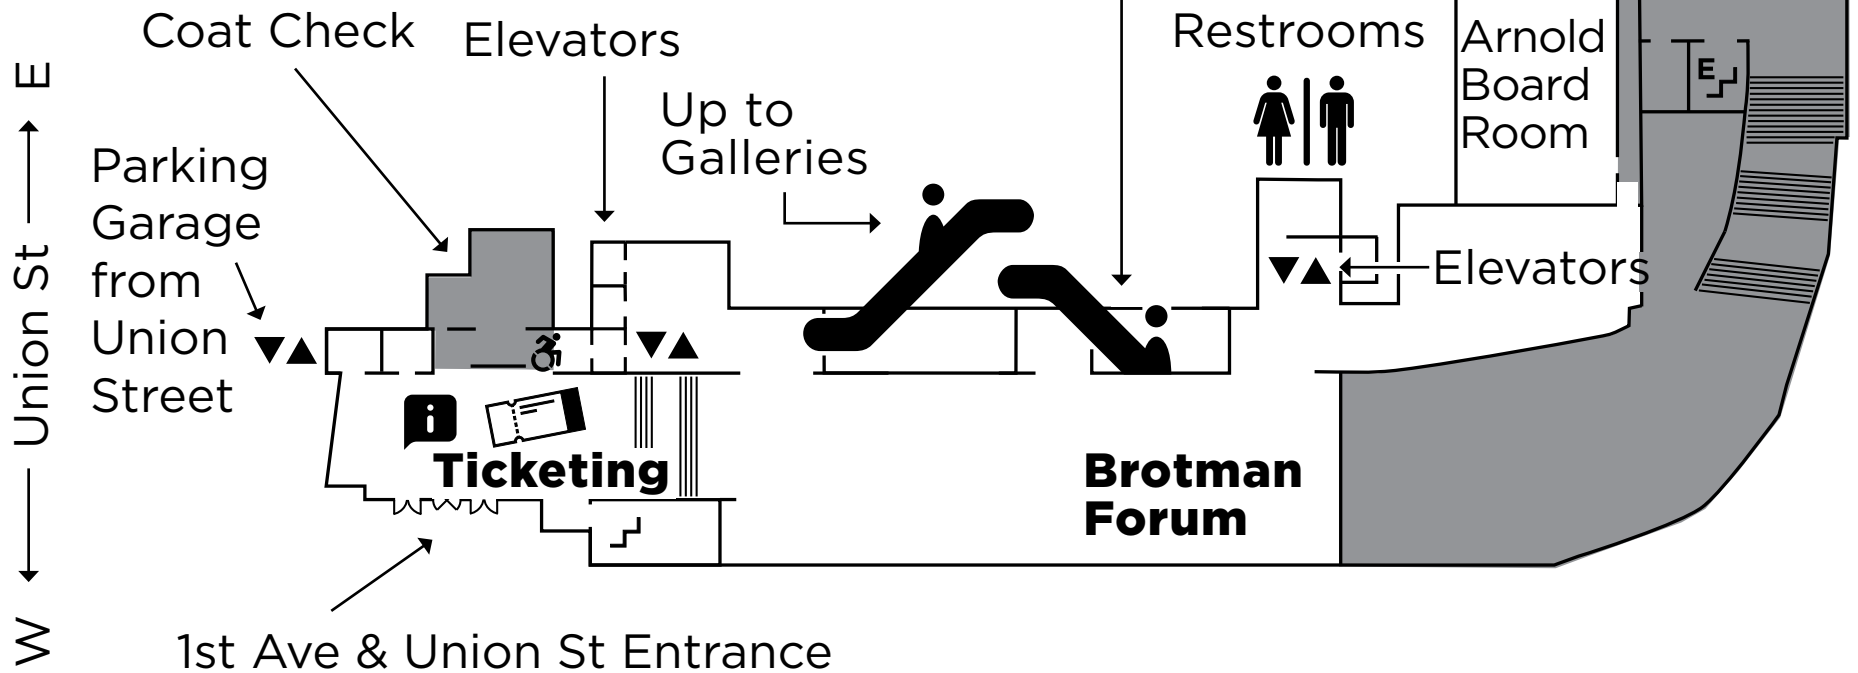 Coat Check
Elevators
Restrooms
Arnold
Board
Room
E
Up to
Galleries
Parking
Garage
from
Union
Street
W Union St E
Elevators
i
Ticketing
Brotman
Forum
1st Ave & Union St Entrance